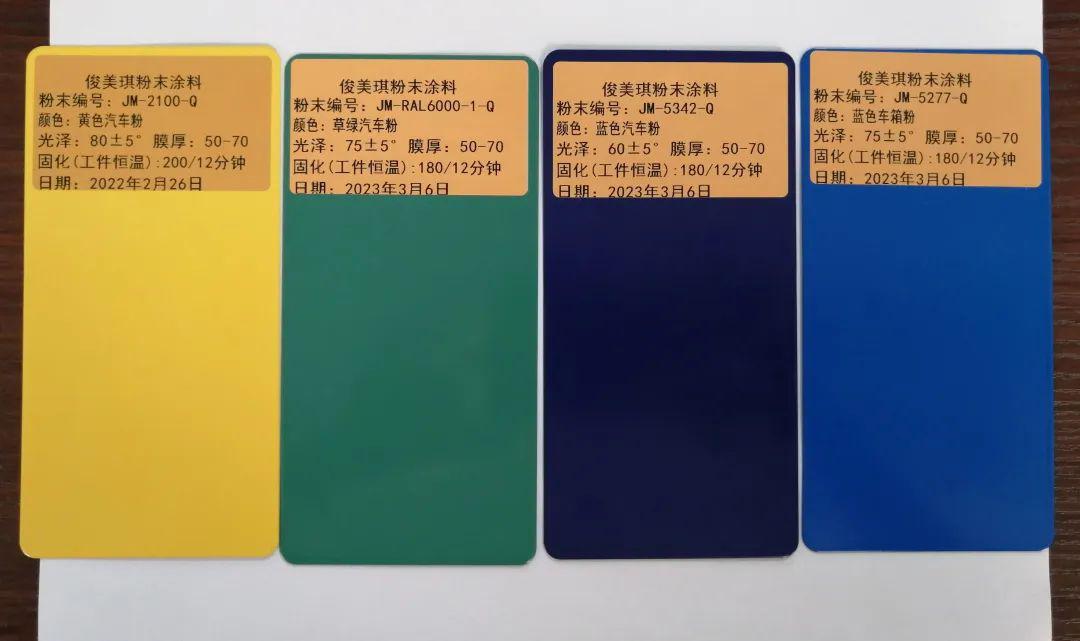 俊美琪粉末涂料
粉末编号: JM-2100-Q
颜色: 黄色汽车粉
光泽: 80±5° 膜厚: 50-70
固化(工件恒温):200/12分钟
日期: 2022年2月26日
俊美琪粉末涂料
粉末编号: JM-RAL6000-1-Q
颜色: 草绿汽车粉
光泽: 75±5° 膜厚: 50-70
固化(工件恒温):180/12分钟
日期: 2023年3月6日
俊美琪粉末涂料
粉末编号: JM-5342-Q
颜色: 蓝色汽车粉
光泽: 60±5° 膜厚: 50-70
固化(工件恒温):180/12分钟
日期: 2023年3月6日
俊美琪粉末涂料
粉末编号: JM-5277-Q
颜色: 蓝色车箱粉
光泽: 75±5° 膜厚: 50-70
固化(工件恒温):180/12分钟
日期: 2023年3月6日